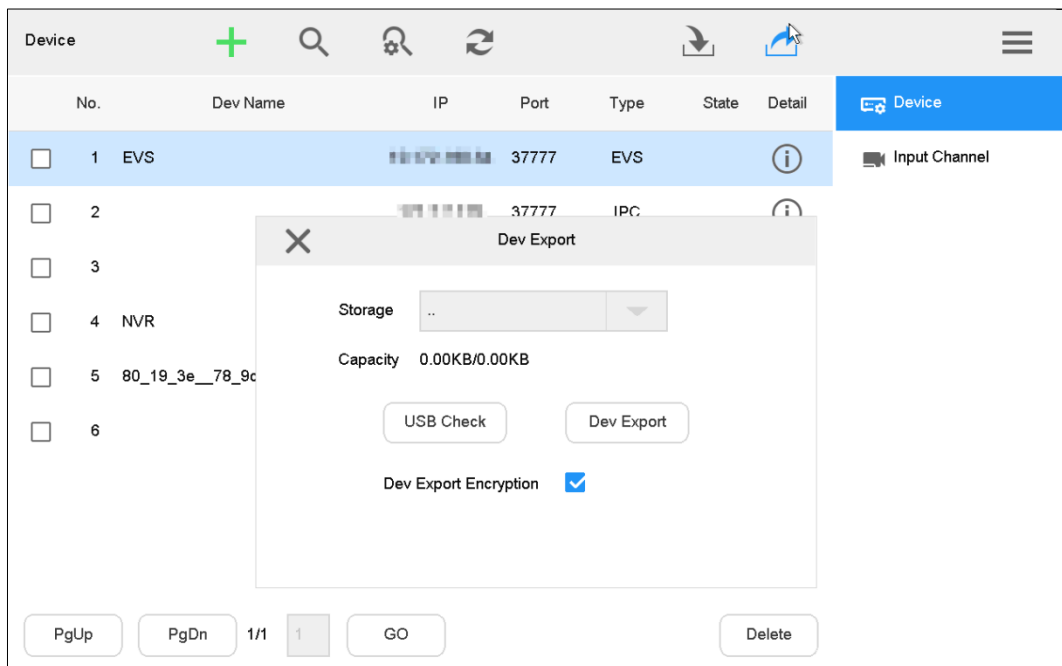 Device
No. Dev Name IP Port Type State Detail
Device
1 EVS 37777 EVS
Input Channel
2 37777 IPC
Dev Export
3
Storage ..
4 NVR
Capacity 0.00KB/0.00KB
5 80_19_3e__78_9
USB Check Dev Export
6
Dev Export Encryption
PgUp PgDn 1/1 1 GO Delete